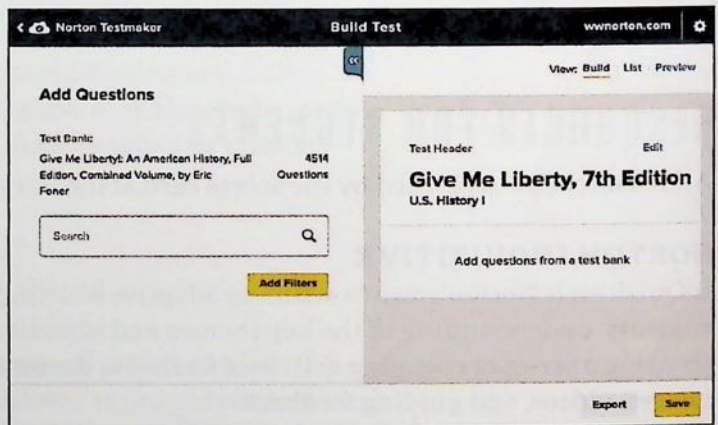 Norton Testmaker
Build Test
wwnorton.com
Add Questions
Test Bank:
Give Me Liberty!: An American History, Full
Edition, Combined Volume, by Eric
Foner
4514
Questions
Search
Add Filters
View: Build List Preview
Test Header
Edit
Give Me Liberty, 7th Edition
U.S. History I
Add questions from a test bank
Export
Save